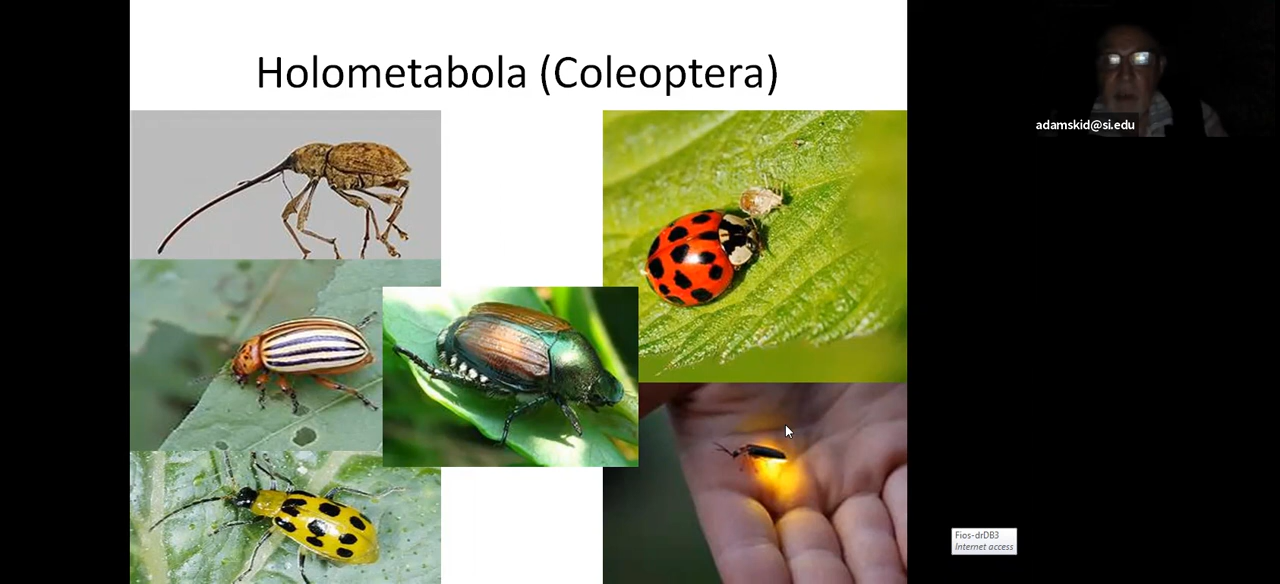 Holometabola (Coleoptera)
adamskid@si.edu
Fios-drDB3
Internet access